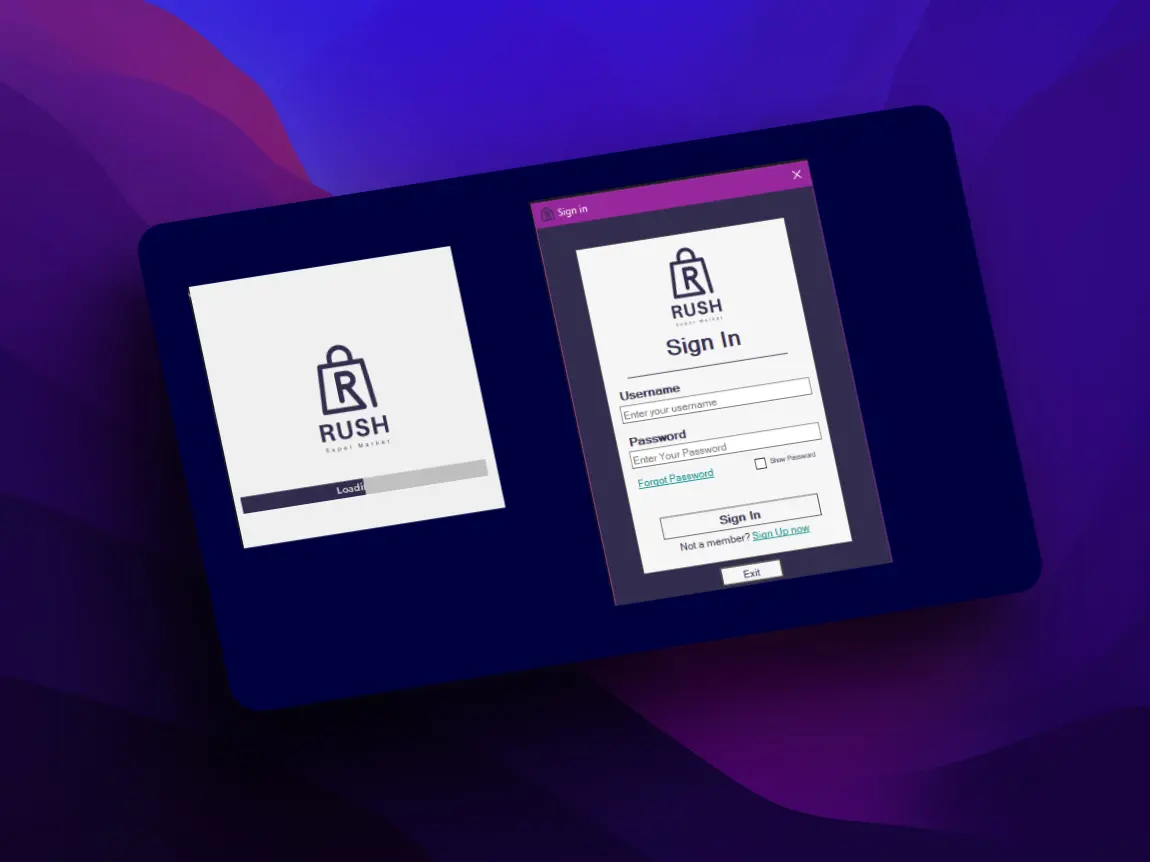 R
RUSH
Super Market
Loadi
Sign in
R
RUSH
Super Market
Sign In
Username
Enter your username
Password
Enter Your Password
Forgot Password
Show Password
Sign In
Not a member? Sign Up now
Exit